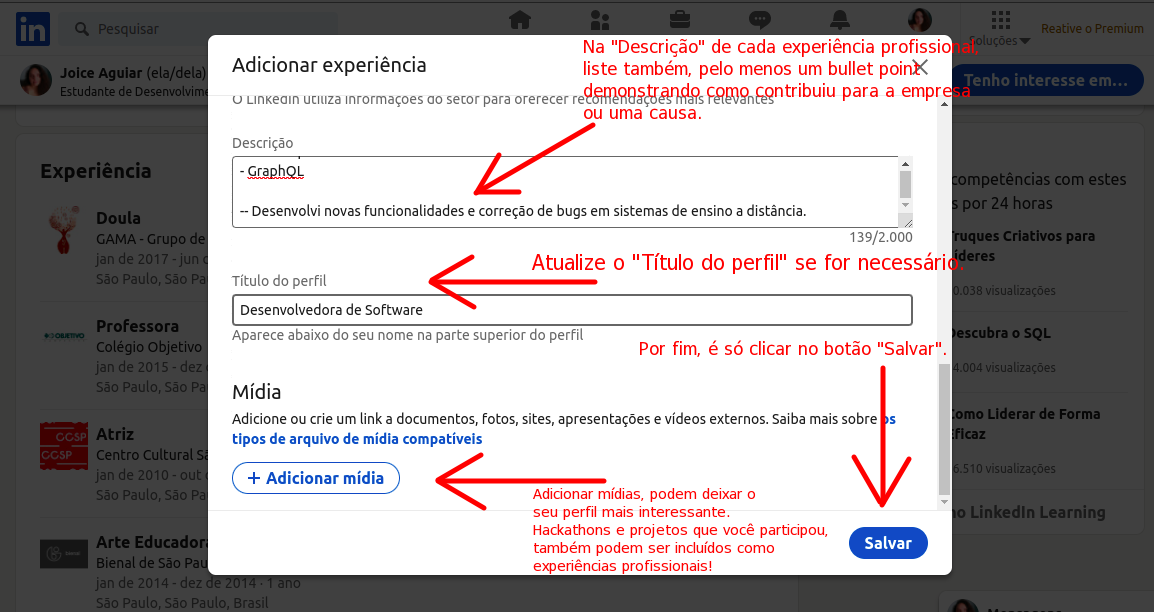 in
Pesquisar
Soluções
Reative o Premium
Joice Aguiar (ela/dela)
Estudante de Desenvolvime
Tenho interesse em…
Adicionar experiência
Na "Descrição" de cada experiência profissional,
liste também, pelo menos um bullet point
demonstrando como contribuiu para a empresa
ou uma causa.
O LinkedIn utiliza informações do setor para oferecer recomendações mais relevantes
Descrição
- GraphQL
-- Desenvolvi novas funcionalidades e correção de bugs em sistemas de ensino a distância.
139/2.000
Atualize o "Título do perfil" se for necessário.
Título do perfil
Desenvolvedora de Software
Aparece abaixo do seu nome na parte superior do perfil
Por fim, é só clicar no botão "Salvar".
Mídia
Adicione ou crie um link a documentos, fotos, sites, apresentações e vídeos externos. Saiba mais sobre os
tipos de arquivo de mídia compatíveis
+ Adicionar mídia
Adicionar mídias, podem deixar o
seu perfil mais interessante.
Hackathons e projetos que você participou,
também podem ser incluídos como
experiências profissionais!
Salvar
Experiência
Doula
GAMA - Grupo de
jan de 2017 - jun
São Paulo, São Pa
OBJETIVO
Professora
Colégio Objetivo
jan de 2015 - dez
São Paulo, São Pa
CCSP
CCSP
Atriz
Centro Cultural Sã
jan de 2010 - out
São Paulo, São Pa
Arte Educadora
Bienal de São Pau
jan de 2014 - dez de 2014 · 1 ano
São Paulo, São Paulo, Brasil
competências com estes
s por 24 horas
Truques Criativos para
íderes
0.038 visualizações
Descubra o SQL
4.004 visualizações
Como Liderar de Forma
Eficaz
6.510 visualizações
no LinkedIn Learning
Mensagens